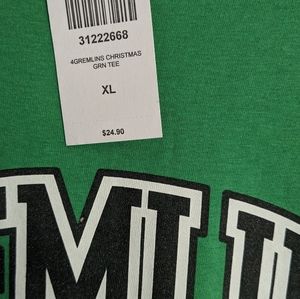 31222668
4GREMLINS CHRISTMAS
GRN TEE
XL
$24.90
EMLI